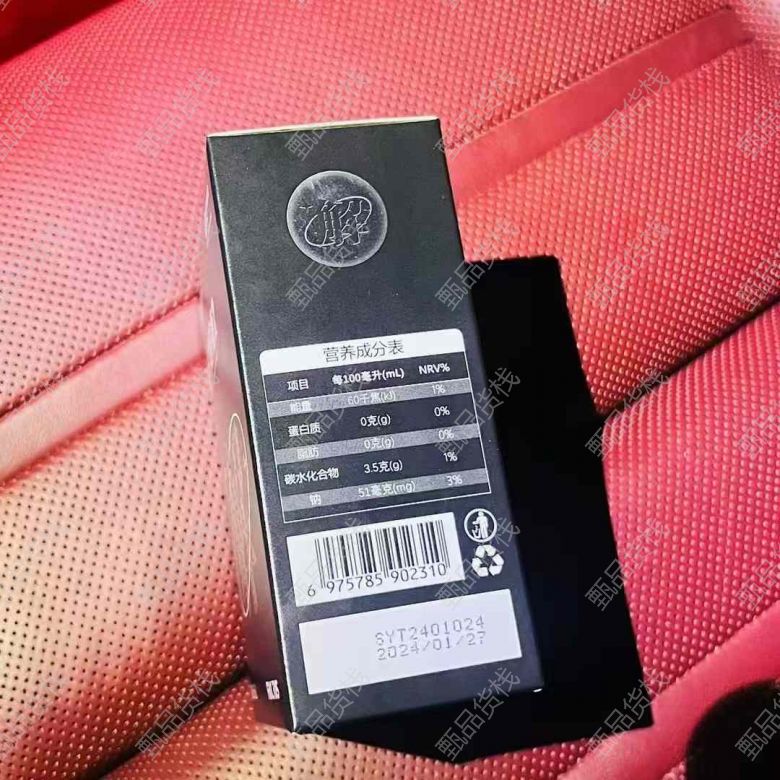 解
营养成分表
项目 每100毫升(mL) NRV%
能量 60千焦(kJ) 1%
蛋白质 0克(g) 0%
脂肪 0克(g) 0%
碳水化合物 3.5克(g) 1%
钠 51毫克(mg) 3%
6 975785 902310
SYT2401024
2024/01/27
甄品货栈